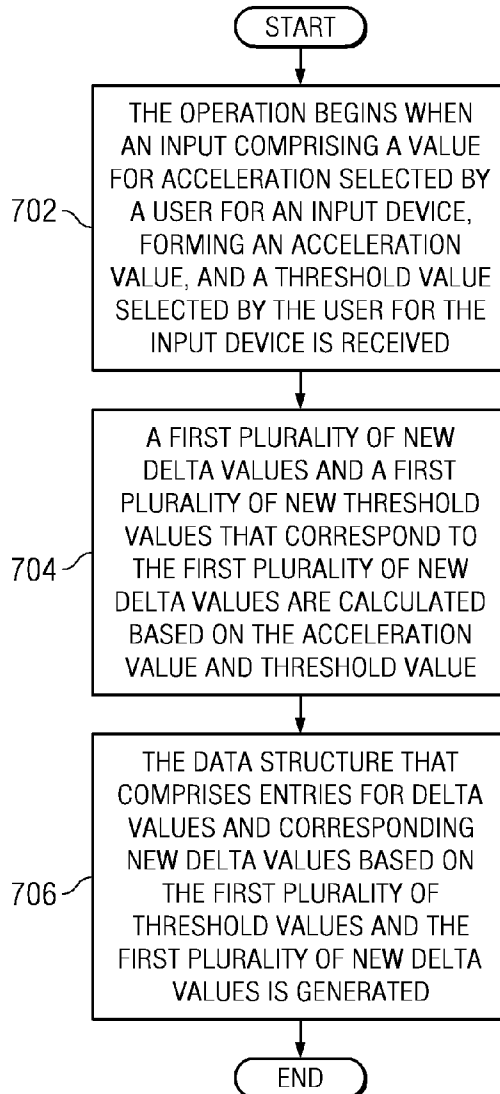 START
THE OPERATION BEGINS WHEN
AN INPUT COMPRISING A VALUE
FOR ACCELERATION SELECTED BY
A USER FOR AN INPUT DEVICE,
FORMING AN ACCELERATION
VALUE, AND A THRESHOLD VALUE
SELECTED BY THE USER FOR THE
INPUT DEVICE IS RECEIVED
702
A FIRST PLURALITY OF NEW
DELTA VALUES AND A FIRST
PLURALITY OF NEW THRESHOLD
VALUES THAT CORRESPOND TO
THE FIRST PLURALITY OF NEW
DELTA VALUES ARE CALCULATED
BASED ON THE ACCELERATION
VALUE AND THRESHOLD VALUE
704
THE DATA STRUCTURE THAT
COMPRISES ENTRIES FOR DELTA
VALUES AND CORRESPONDING
NEW DELTA VALUES BASED ON
THE FIRST PLURALITY OF
THRESHOLD VALUES AND THE
FIRST PLURALITY OF NEW DELTA
VALUES IS GENERATED
706
END